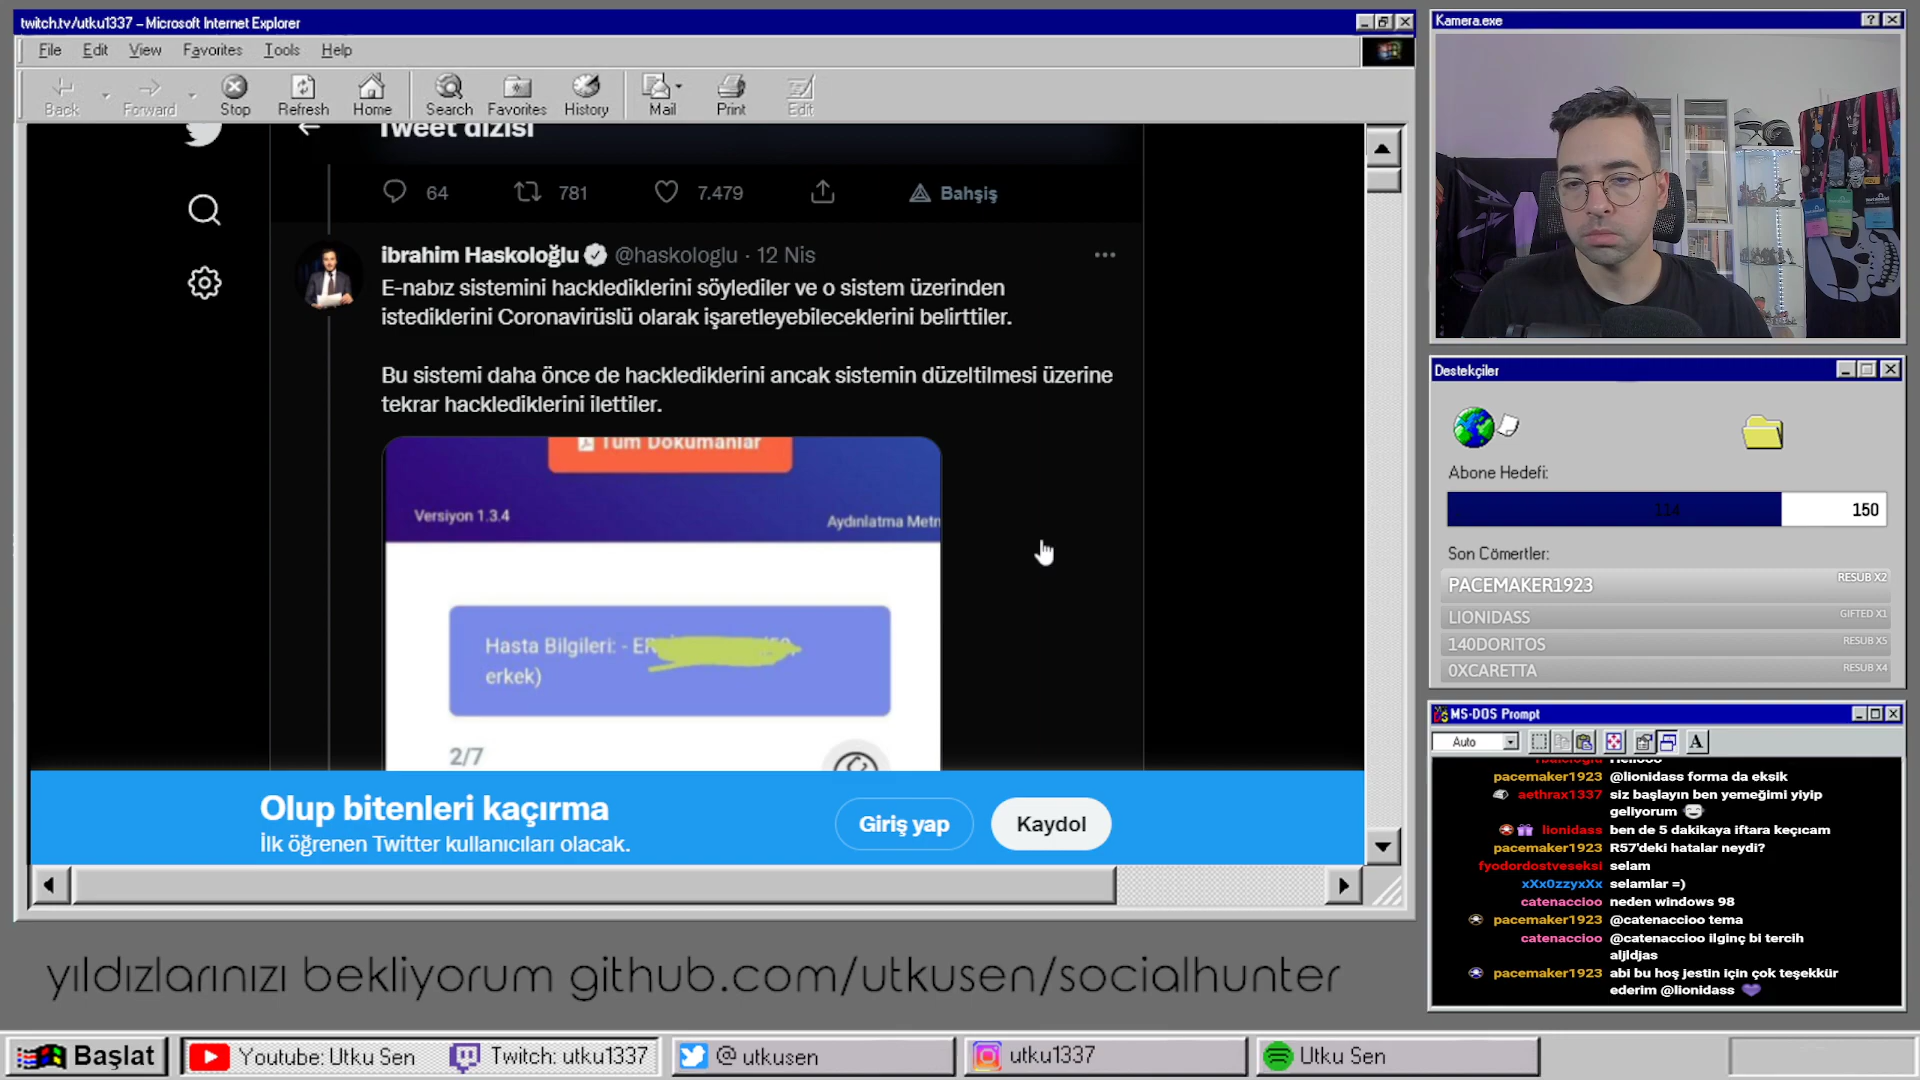 twitch.tv/utku1337 – Microsoft Internet Explorer
File Edit View Favorites Tools Help
Back Forward Stop Refresh Home Search Favorites History Mail Print Edit
Tweet dizisi
64 781 7.479 Bahşiş
ibrahim Haskoloğlu @haskologlu · 12 Nis
E-nabız sistemini hacklediklerini söylediler ve o sistem üzerinden
istediklerini Coronavirüslü olarak işaretleyebileceklerini belirttiler.
Bu sistemi daha önce de hacklediklerini ancak sistemin düzeltilmesi üzerine
tekrar hacklediklerini ilettiler.
Tüm Dökümanlar
Versiyon 1.3.4
Aydınlatma Metn
Hasta Bilgileri: - ER
erkek)
2/7
Olup bitenleri kaçırma
İlk öğrenen Twitter kullanıcıları olacak.
Giriş yap
Kaydol
yıldızlarınızı bekliyorum github.com/utkusen/socialhunter
Kamera.exe
Destekçiler
Abone Hedefi:
114 150
Son Cömertler:
PACEMAKER1923 RESUB X2
LIONIDASS GIFTED X1
140DORITOS RESUB X5
0XCARETTA RESUB X4
MS-DOS Prompt
Auto
A
pacemaker1923 @lionidass forma da eksik
aethrax1337 siz başlayın ben yemeğimi yiyip
geliyorum
lionidass ben de 5 dakikaya iftara keçıcam
pacemaker1923 R57'deki hatalar neydi?
fyodordostveseksi selam
xXx0zzyxXx selamlar =)
catenaccioo neden windows 98
pacemaker1923 @catenaccioo tema
catenaccioo @catenaccioo ilginç bi tercih
aljldjas
pacemaker1923 abi bu hoş jestin için çok teşekkür
ederim @lionidass
Başlat
Youtube: Utku Sen
Twitch: utku1337
@ utkusen
utku1337
Utku Sen